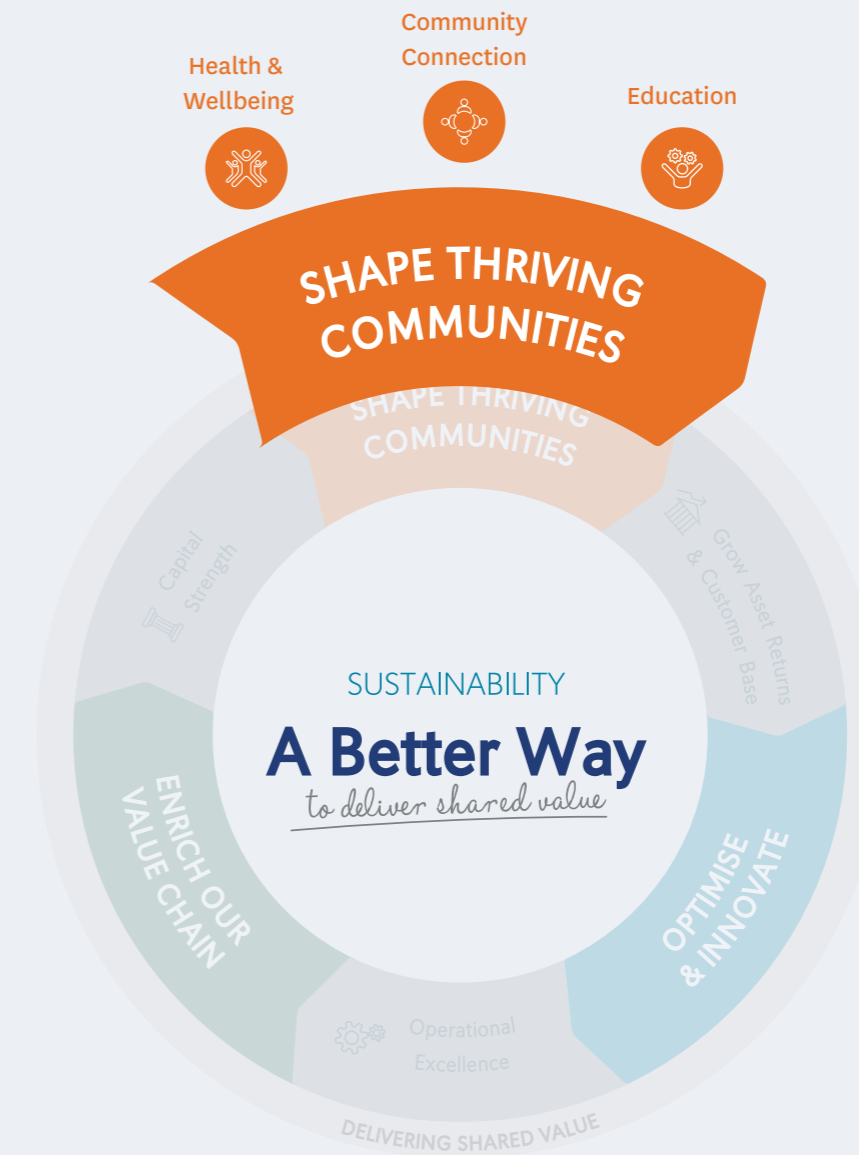 Community
Connection
Health &
Wellbeing
Education
SHAPE THRIVING
COMMUNITIES
SHAPE THRIVING
COMMUNITIES
Capital
Strength
Grow Asset Returns
& Customer Base
SUSTAINABILITY
A Better Way
to deliver shared value
ENRICH OUR
VALUE CHAIN
OPTIMISE
& INNOVATE
Operational
Excellence
DELIVERING SHARED VALUE